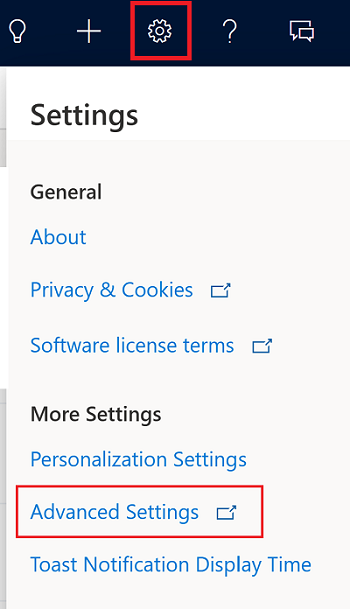 Settings
General
About
Privacy & Cookies
Software license terms
More Settings
Personalization Settings
Advanced Settings
Toast Notification Display Time